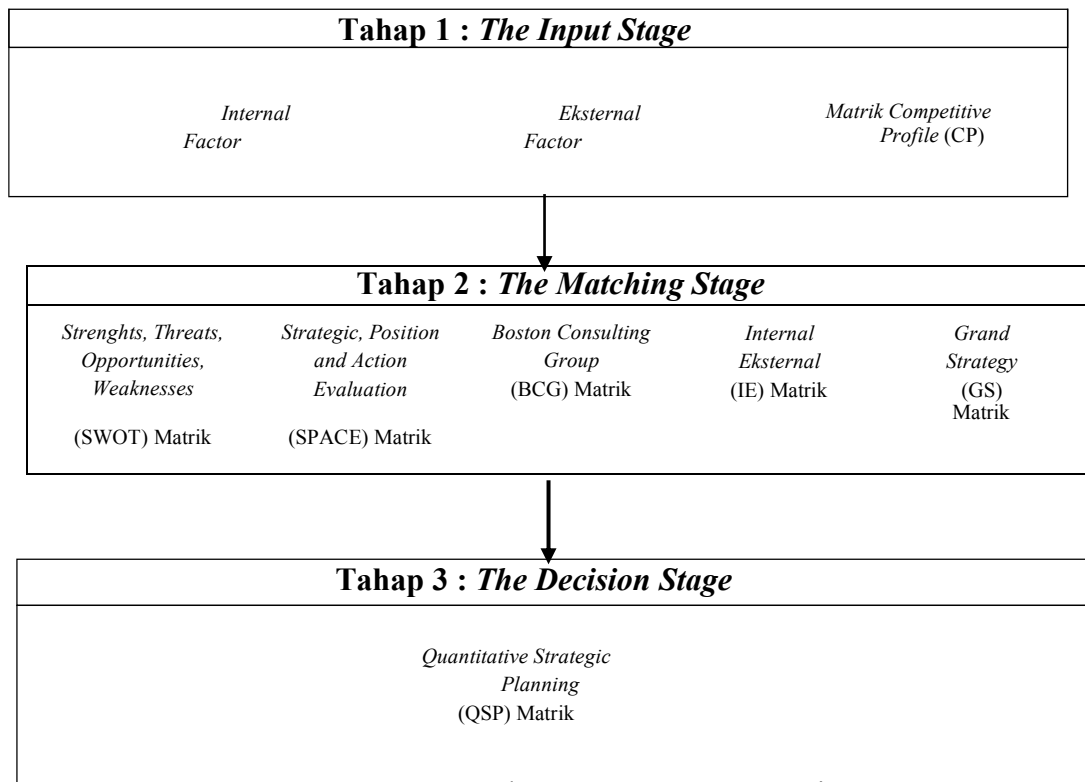 Tahap 1 : The Input Stage
Internal
Factor
Eksternal
Factor
Matrik Competitive
Profile (CP)
Tahap 2 : The Matching Stage
Strenghts, Threats,
Opportunities,
Weaknesses
(SWOT) Matrik
Strategic, Position
and Action
Evaluation
(SPACE) Matrik
Boston Consulting
Group
(BCG) Matrik
Internal
Eksternal
(IE) Matrik
Grand
Strategy
(GS)
Matrik
Tahap 3 : The Decision Stage
Quantitative Strategic
Planning
(QSP) Matrik